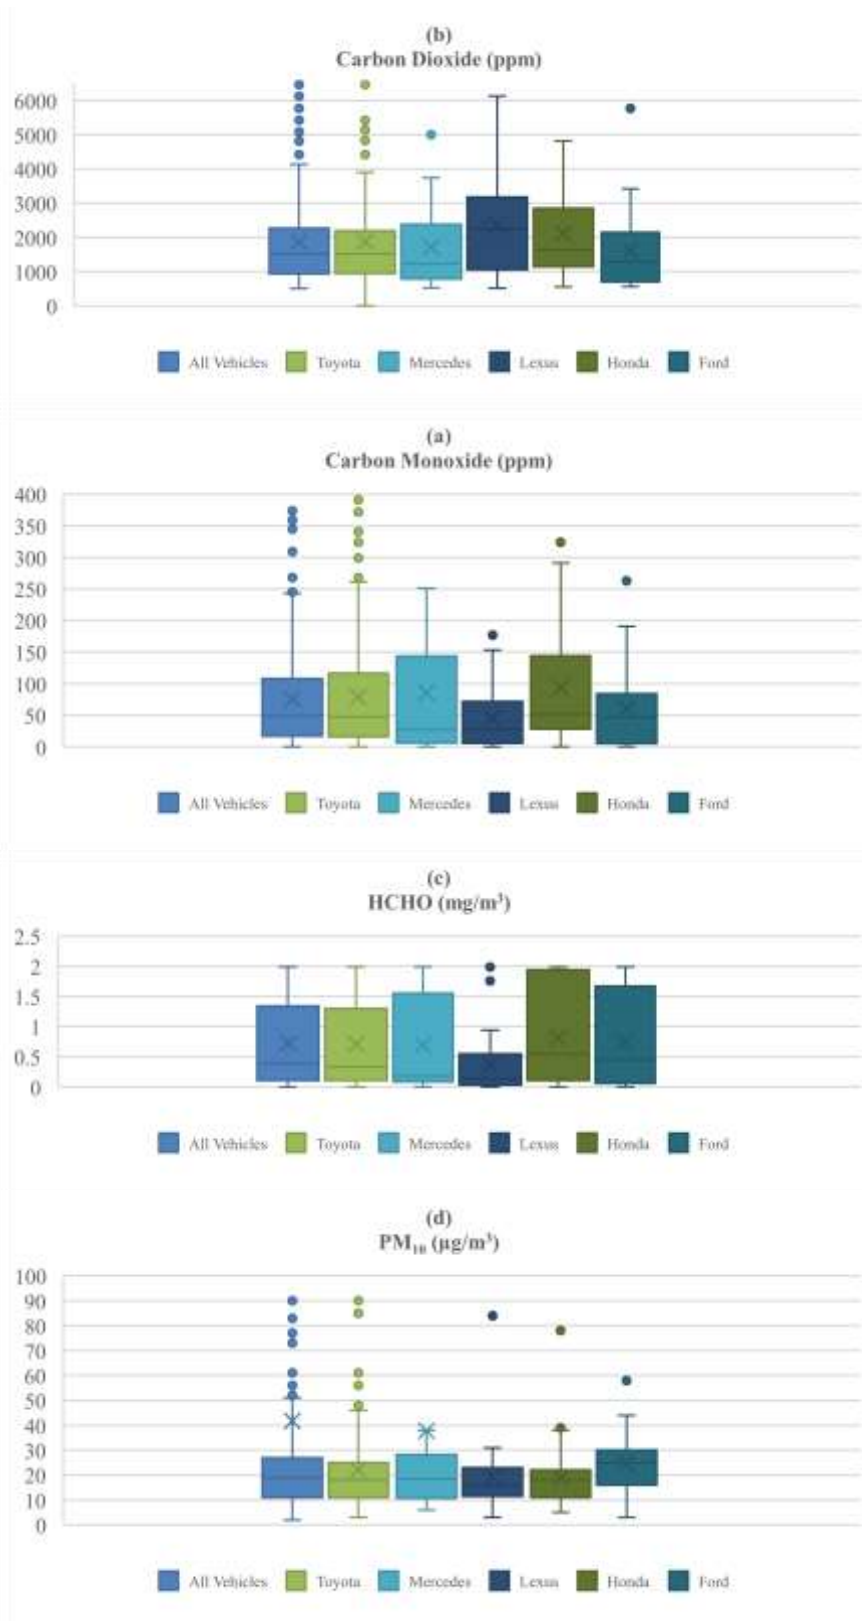 (b)
Carbon Dioxide (ppm)
6000
5000
4000
3000
2000
1000
0
All Vehicles Toyota Mercedes Lexus Honda Ford
(a)
Carbon Monoxide (ppm)
400
350
300
250
200
150
100
50
0
All Vehicles Toyota Mercedes Lexus Honda Ford
(c)
HCHO (mg/m³)
2.5
2
1.5
1
0.5
0
All Vehicles Toyota Mercedes Lexus Honda Ford
(d)
PM₁₀ (µg/m³)
100
90
80
70
60
50
40
30
20
10
0
All Vehicles Toyota Mercedes Lexus Honda Ford